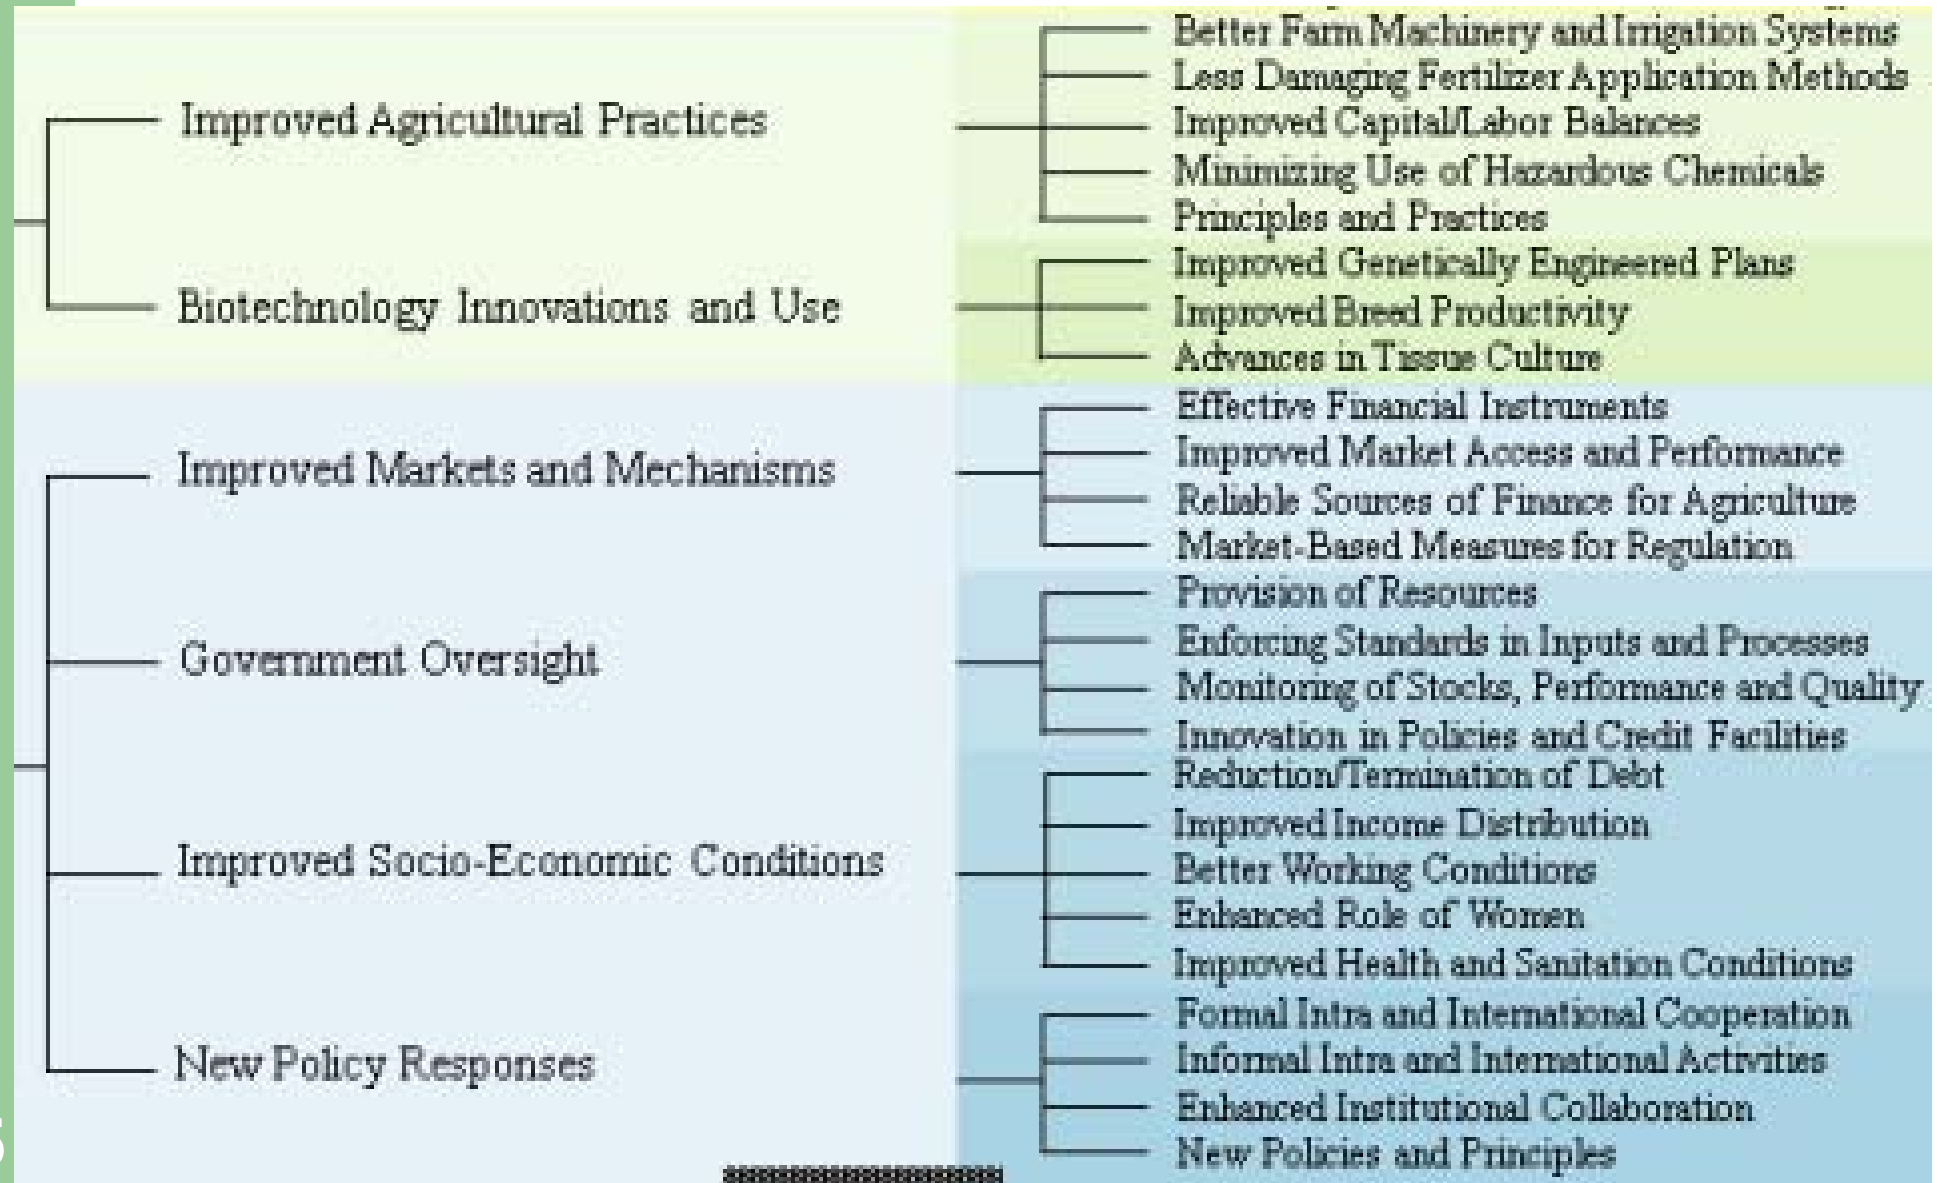 Better Farm Machinery and Irrigation Systems
Less Damaging Fertilizer Application Methods
Improved Agricultural Practices
Improved Capital/Labor Balances
Minimizing Use of Hazardous Chemicals
Principles and Practices
Improved Genetically Engineered Plans
Biotechnology Innovations and Use
Improved Breed Productivity
Advances in Tissue Culture
Effective Financial Instruments
Improved Markets and Mechanisms
Improved Market Access and Performance
Reliable Sources of Finance for Agriculture
Market-Based Measures for Regulation
Provision of Resources
Government Oversight
Enforcing Standards in Inputs and Processes
Monitoring of Stocks, Performance and Quality
Innovation in Policies and Credit Facilities
Reduction/Termination of Debt
Improved Income Distribution
Improved Socio-Economic Conditions
Better Working Conditions
Enhanced Role of Women
Improved Health and Sanitation Conditions
Formal Intra and International Cooperation
New Policy Responses
Informal Intra and International Activities
Enhanced Institutional Collaboration
New Policies and Principles